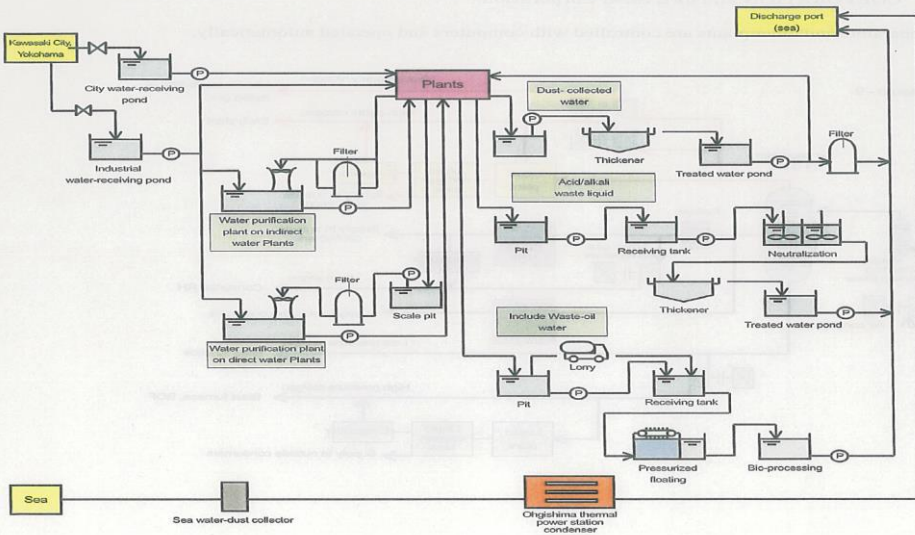 Discharge port
(sea)
Kawasaki City,
Yokohama
P
City water-receiving
pond
Plants
Dust- collected
water
P
Filter
Thickener
Treated water pond
P
Industrial
water-receiving pond
P
Filter
P
Water purification
plant on indirect
water Plants
Acid/alkali
waste liquid
Pit
P
Receiving tank
P
Neutralization
Filter
P
Scale pit
P
Water purification plant
on direct water Plants
Thickener
Treated water pond
P
Include Waste-oil
water
Lorry
Pit
P
Receiving tank
Pressurized
floating
Bio-processing
P
Sea
Sea water-dust collector
Ohgishima thermal
power station
condenser